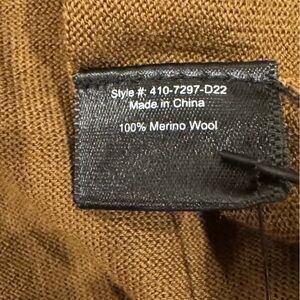 Style #: 410-7297-D22
Made in China
100% Merino Wool